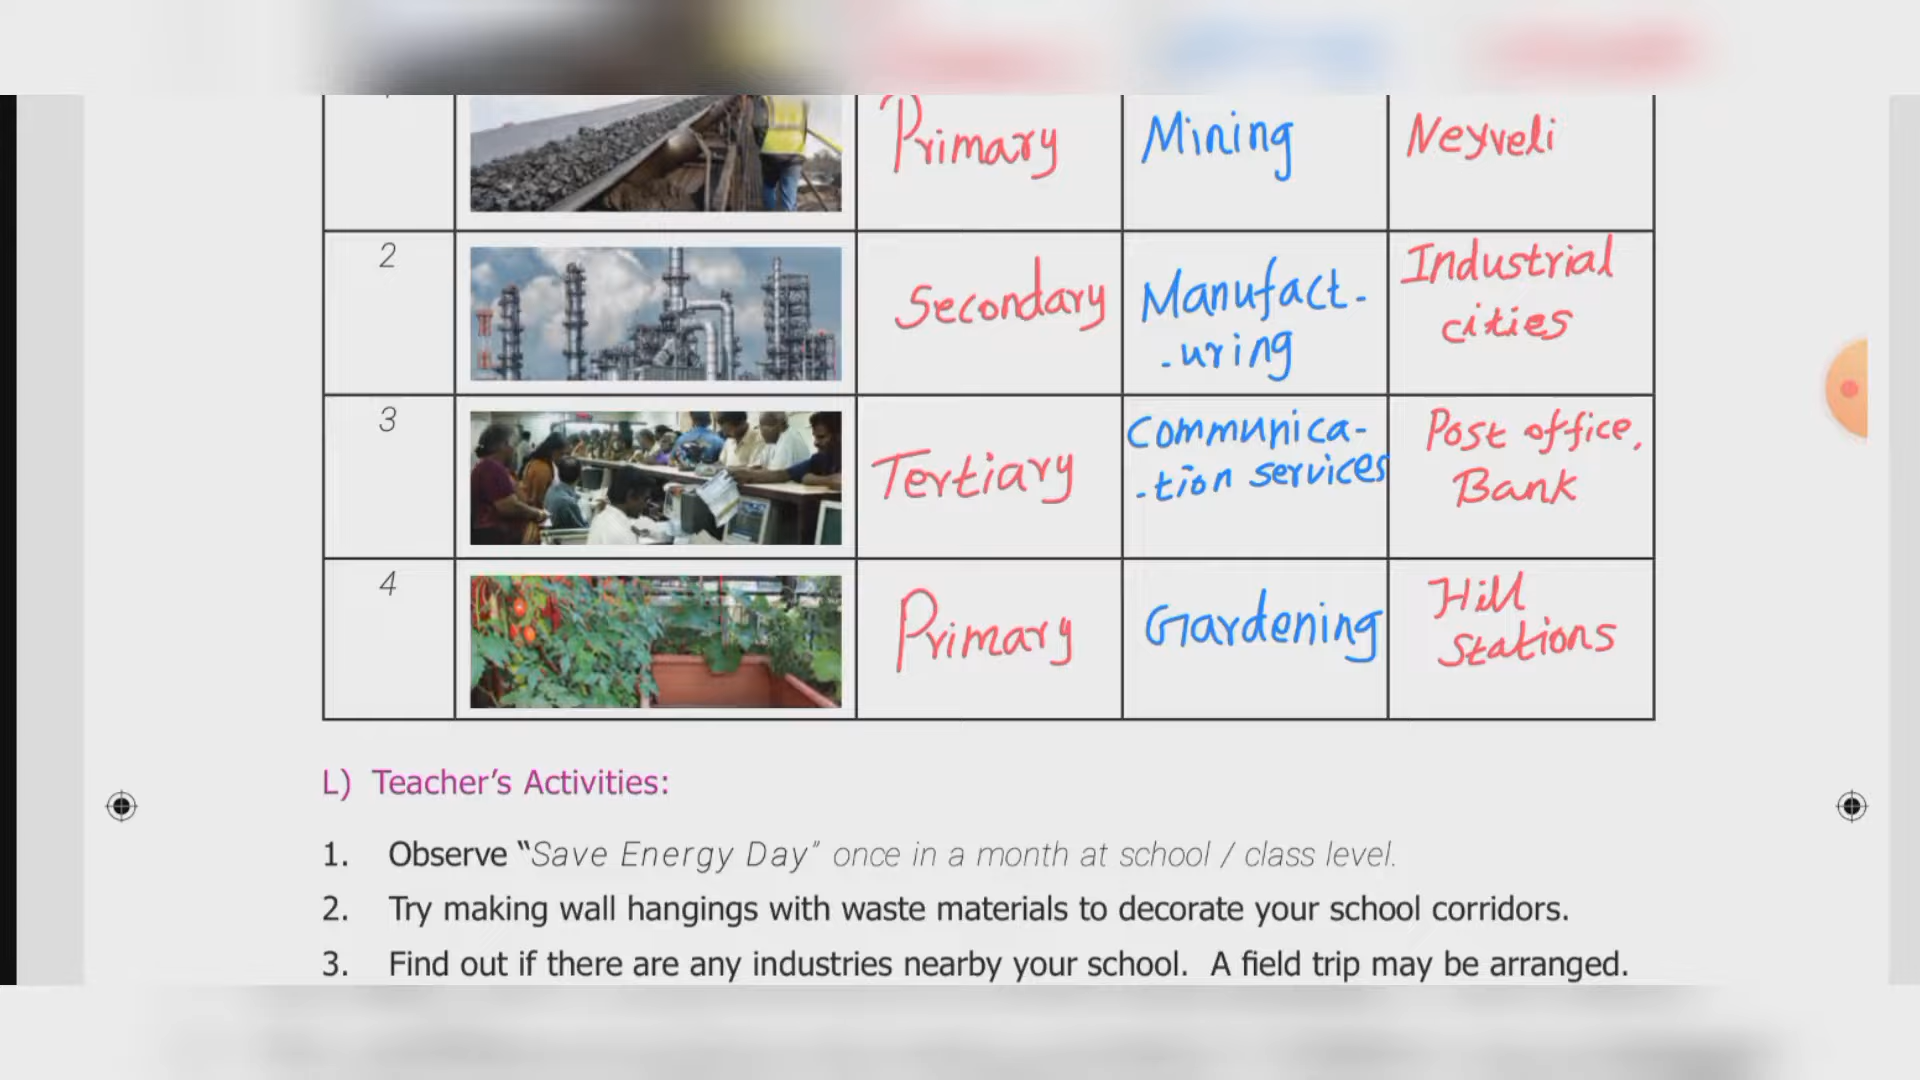 Primary
Mining
Neyveli
2
Secondary
Manufact-
-uring
Industrial
cities
3
Tertiary
Communica-
-tion services
Post office,
Bank
4
Primary
Gardening
Hill
Stations
L) Teacher's Activities:
1. Observe "Save Energy Day" once in a month at school / class level.
2. Try making wall hangings with waste materials to decorate your school corridors.
3. Find out if there are any industries nearby your school. A field trip may be arranged.